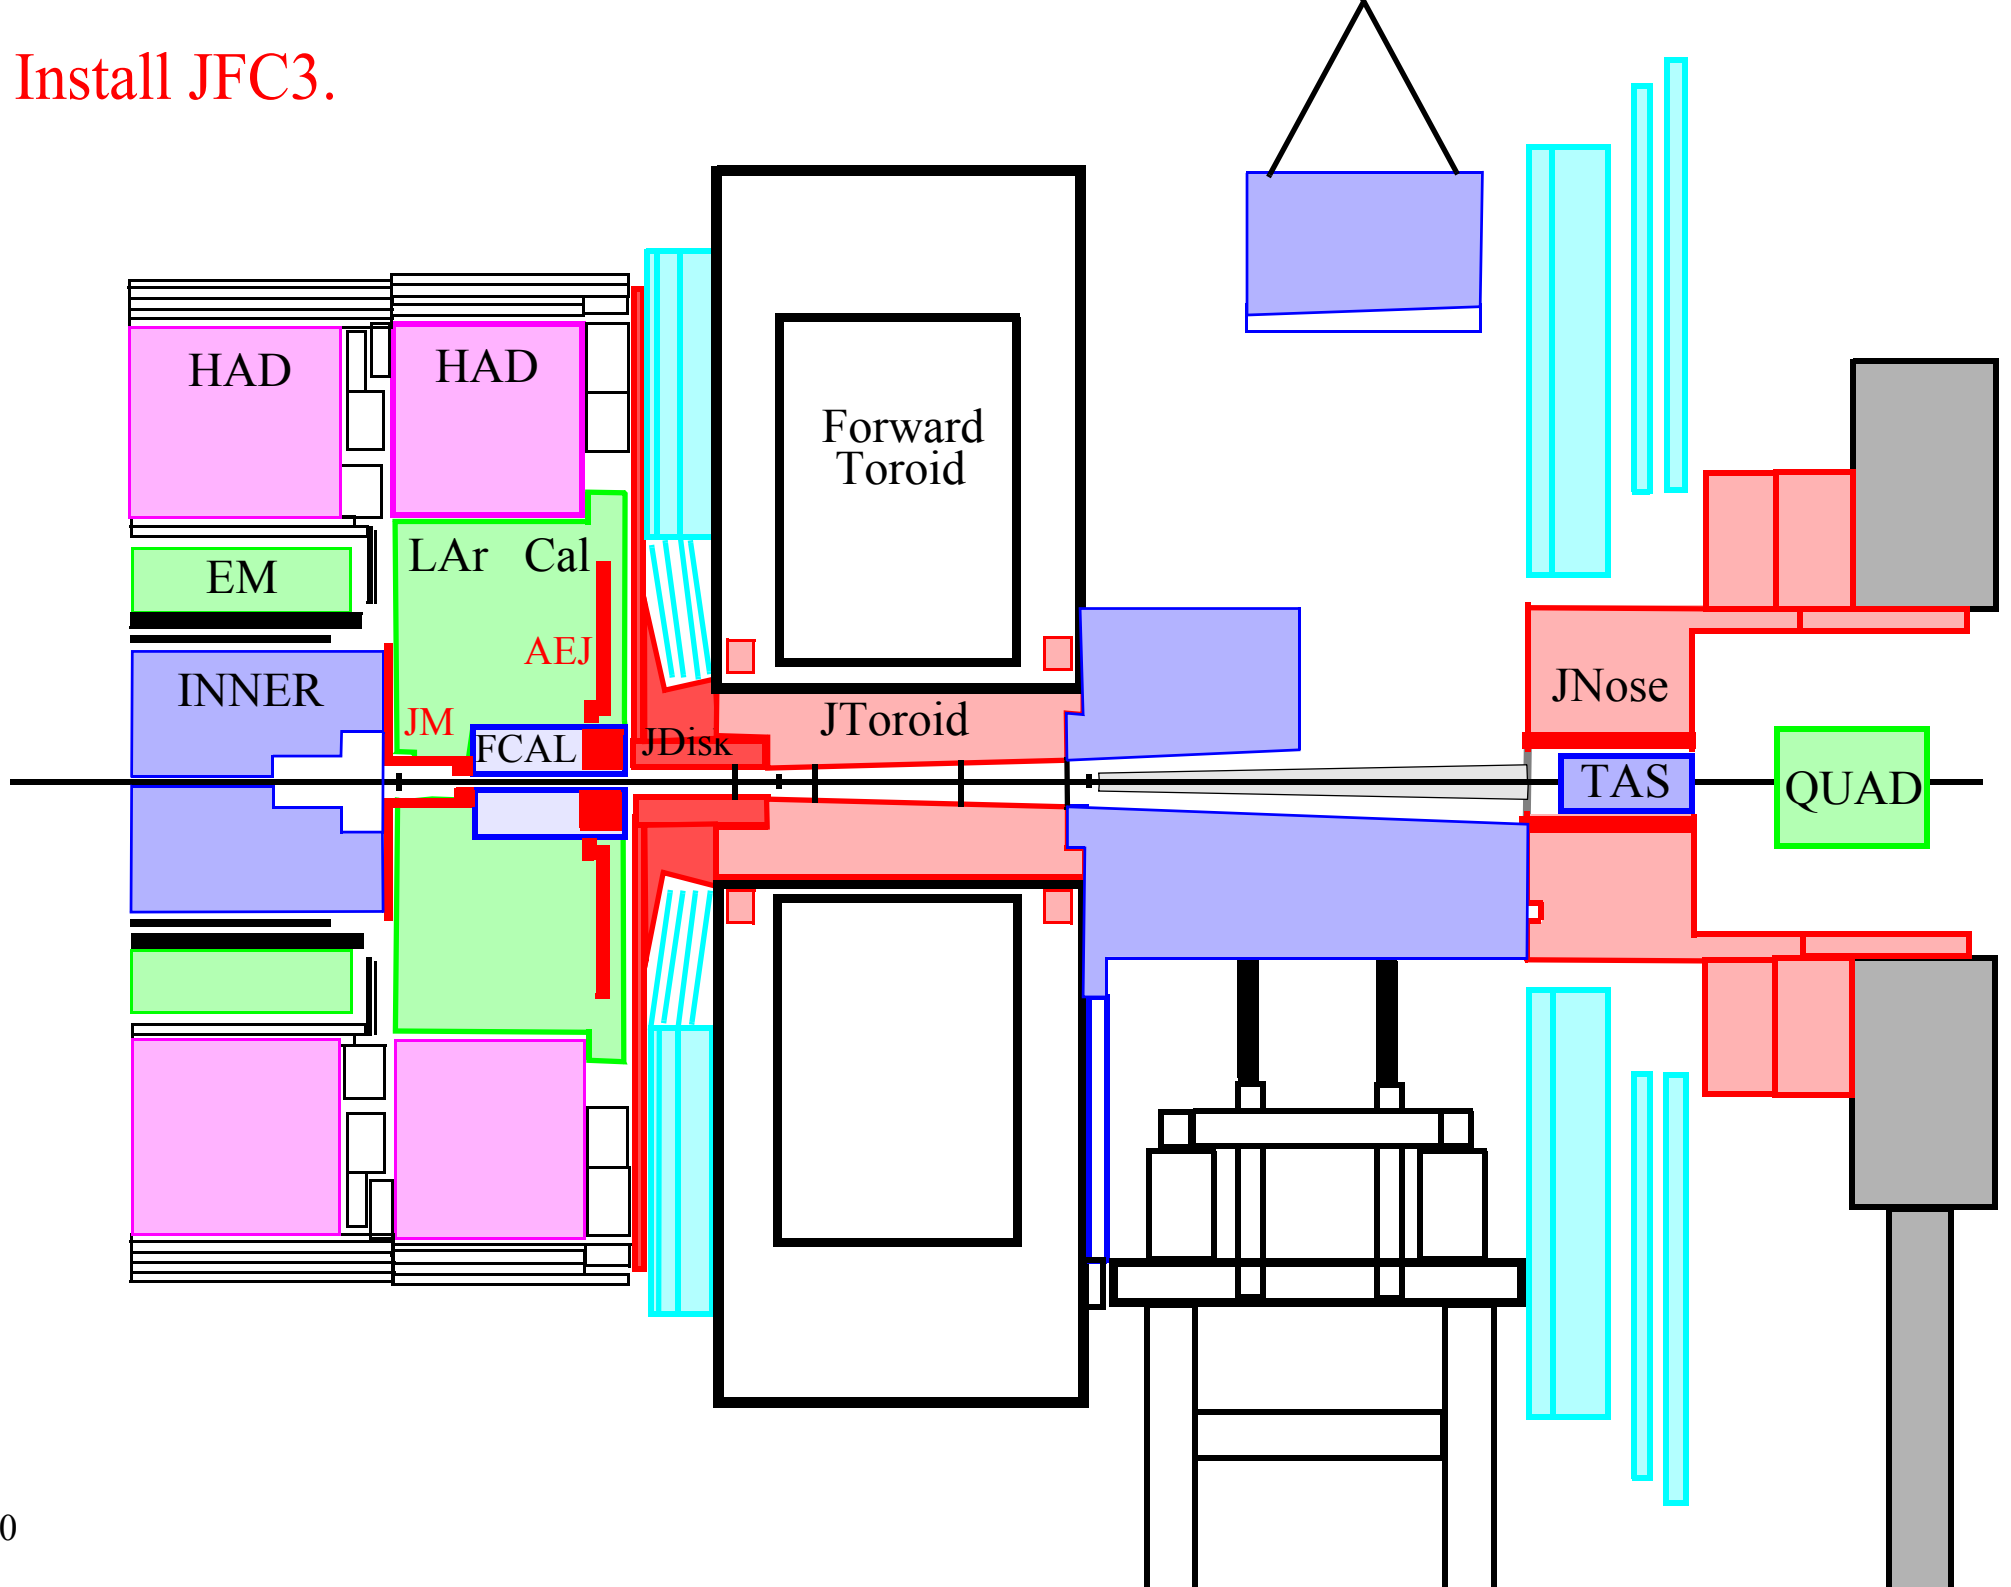 Install JFC3.
HAD
HAD
Forward
Toroid
LAr Cal
EM
AEJ
INNER
JNose
JM
JToroid
FCAL
JDisk
TAS
QUAD
0